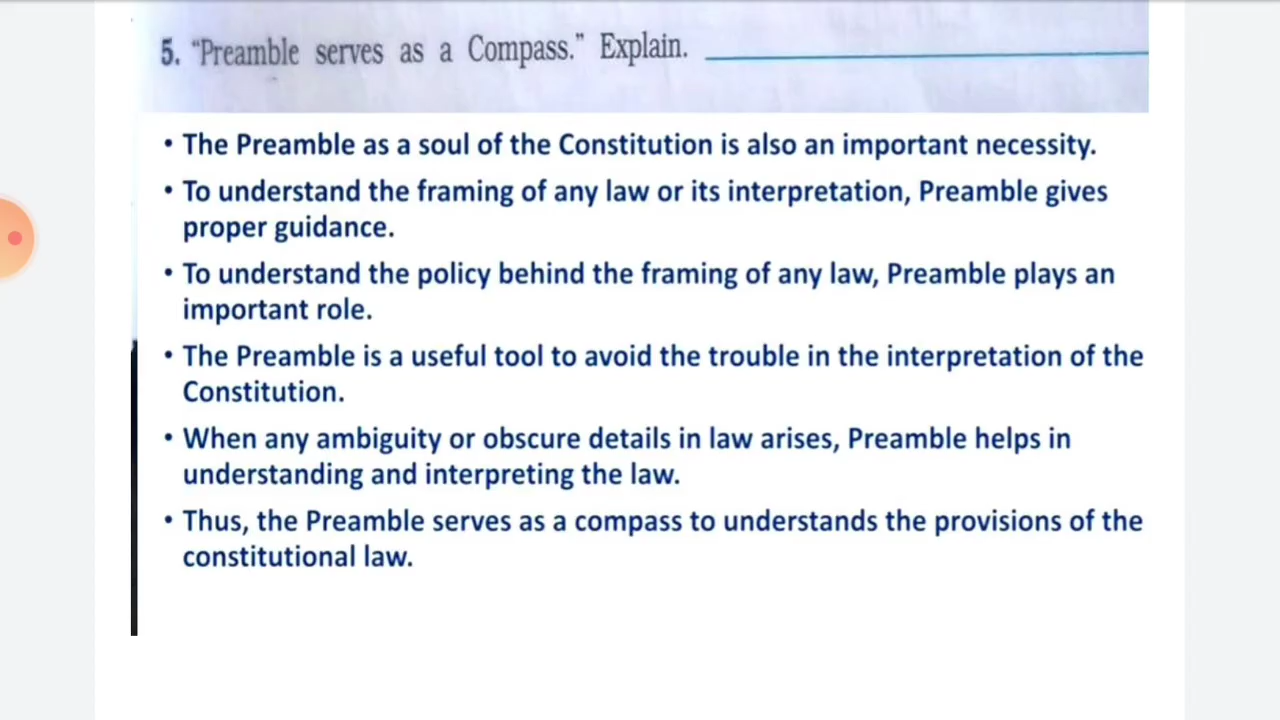 5. “Preamble serves as a Compass.” Explain.
• The Preamble as a soul of the Constitution is also an important necessity.
• To understand the framing of any law or its interpretation, Preamble gives
proper guidance.
• To understand the policy behind the framing of any law, Preamble plays an
important role.
• The Preamble is a useful tool to avoid the trouble in the interpretation of the
Constitution.
• When any ambiguity or obscure details in law arises, Preamble helps in
understanding and interpreting the law.
• Thus, the Preamble serves as a compass to understands the provisions of the
constitutional law.